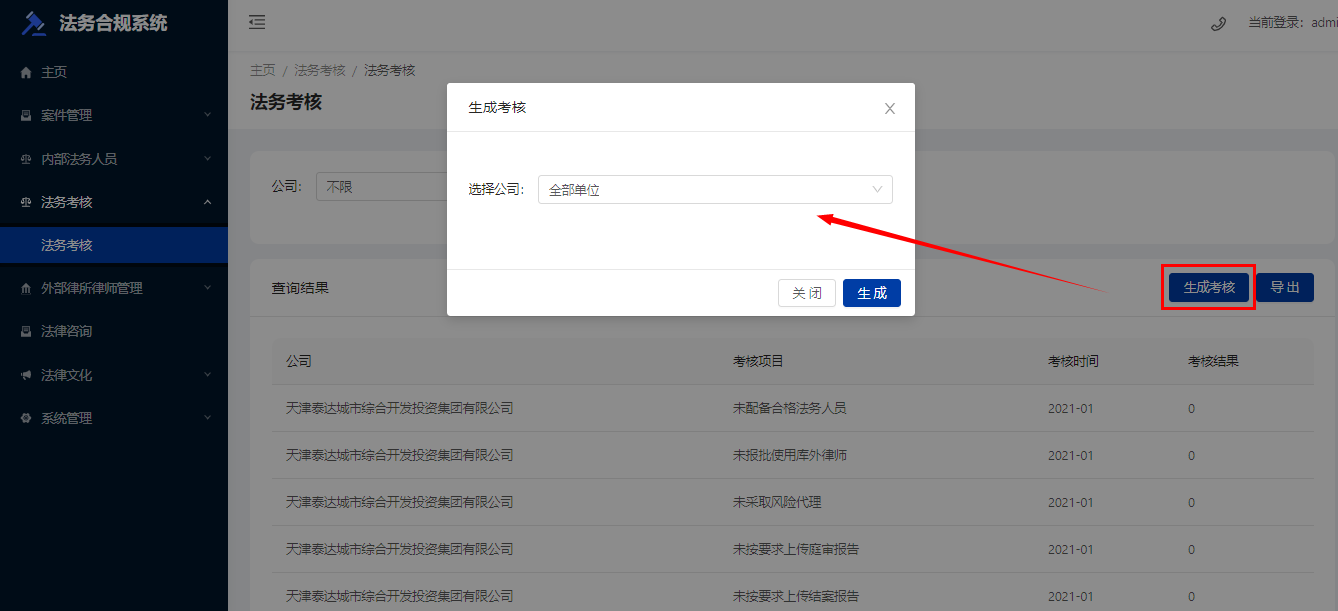 法务合规系统
当前登录：admi
主页
案件管理
内部法务人员
法务考核
法务考核
外部律所律师管理
法律咨询
法律文化
系统管理
主页 / 法务考核 / 法务考核
法务考核
公司： 不限
生成考核
选择公司： 全部单位
关 闭 生 成
查询结果 生成考核 导 出
公司 考核项目 考核时间 考核结果
天津泰达城市综合开发投资集团有限公司 未配备合格法务人员 2021-01 0
天津泰达城市综合开发投资集团有限公司 未报批使用库外律师 2021-01 0
天津泰达城市综合开发投资集团有限公司 未采取风险代理 2021-01 0
天津泰达城市综合开发投资集团有限公司 未按要求上传庭审报告 2021-01 0
天津泰达城市综合开发投资集团有限公司 未按要求上传结案报告 2021-01 0